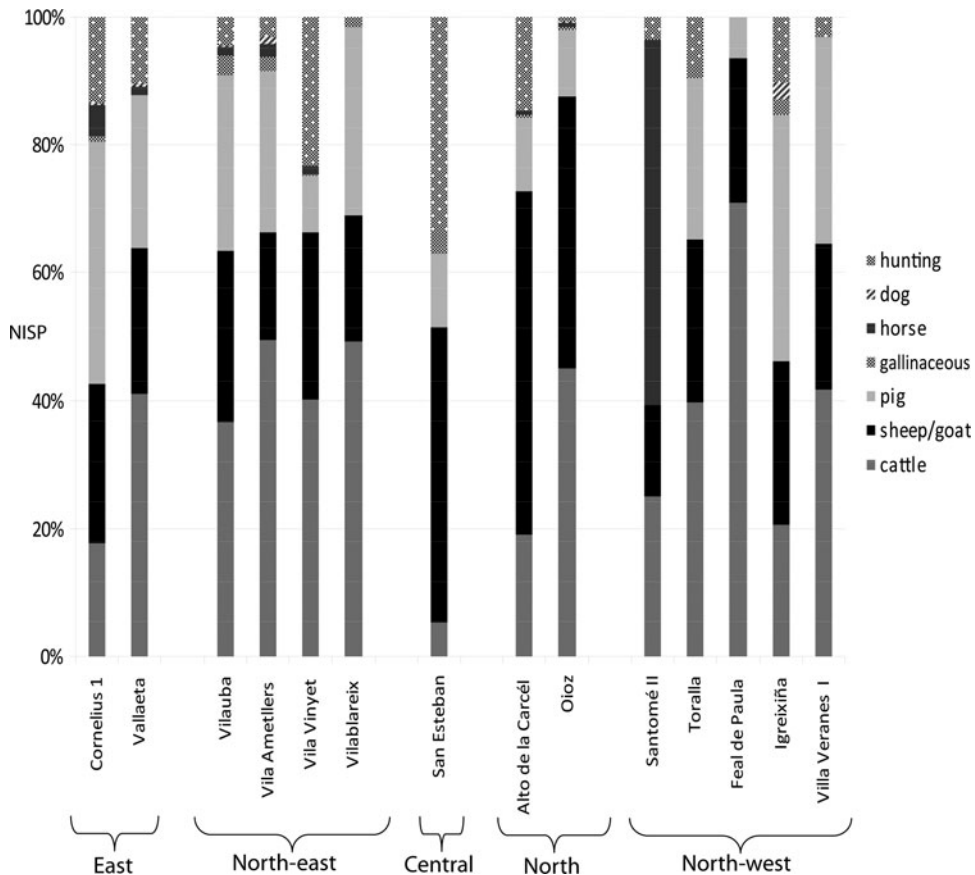 100%
80%
60%
NISP
40%
20%
0%
hunting
dog
horse
gallinaceous
pig
sheep/goat
cattle
Cornelius 1
Vallaeta
Vilauba
Vila Ametllers
Vila Vinyet
Vilablareix
San Esteban
Alto de la Carcél
Oioz
Santomé II
Toralla
Feal de Paula
Igreixiña
Villa Veranes I
East
North-east
Central
North
North-west